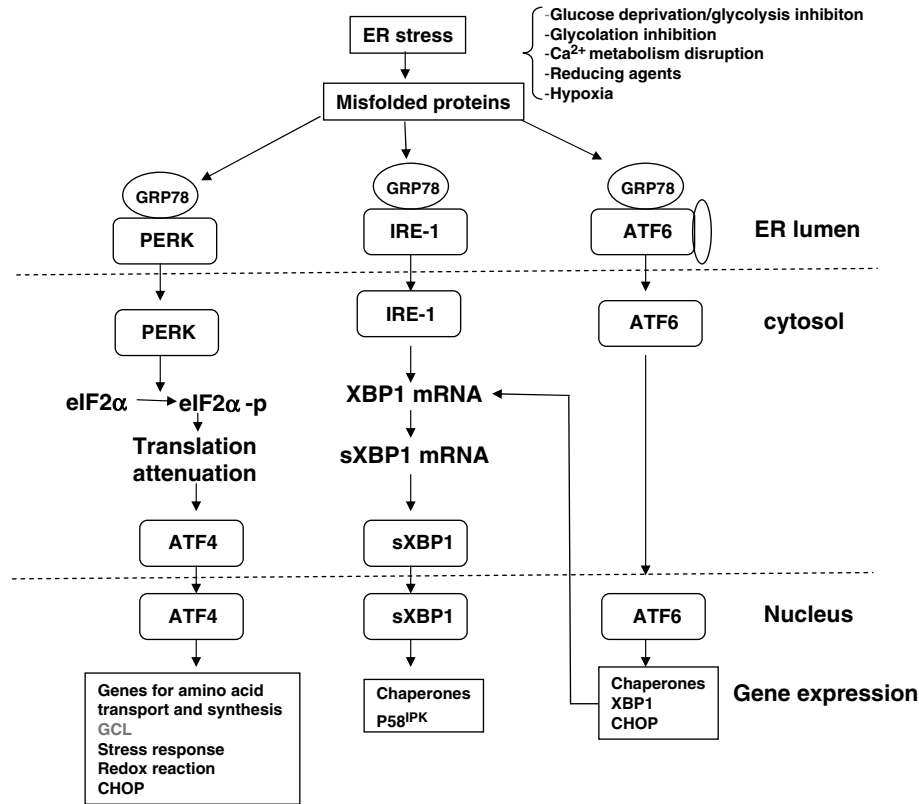 ER stress
-Glucose deprivation/glycolysis inhibiton
-Glycolation inhibition
-Ca²⁺ metabolism disruption
-Reducing agents
-Hypoxia
Misfolded proteins
GRP78
GRP78
GRP78
PERK
IRE-1
ATF6
ER lumen
PERK
IRE-1
ATF6
cytosol
eIF2α
eIF2α-p
XBP1 mRNA
Translation
attenuation
sXBP1 mRNA
ATF4
sXBP1
ATF4
sXBP1
ATF6
Nucleus
Genes for amino acid
transport and synthesis
GCL
Stress response
Redox reaction
CHOP
Chaperones
P58ᴵᴾᴷ
Chaperones
XBP1
CHOP
Gene expression